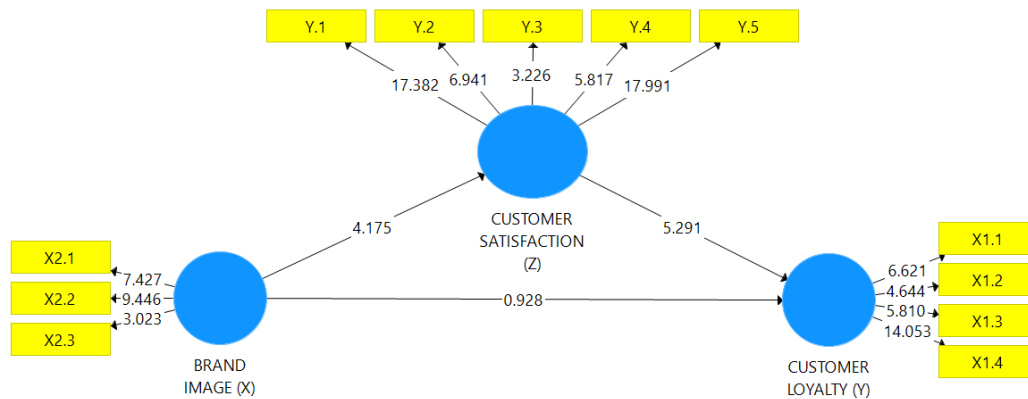 Y.1
Y.2
Y.3
Y.4
Y.5
17.382
6.941
3.226
5.817
17.991
CUSTOMER
SATISFACTION
(Z)
4.175
5.291
X2.1
X2.2
X2.3
7.427
9.446
3.023
BRAND
IMAGE (X)
0.928
6.621
4.644
5.810
14.053
X1.1
X1.2
X1.3
X1.4
CUSTOMER
LOYALTY (Y)